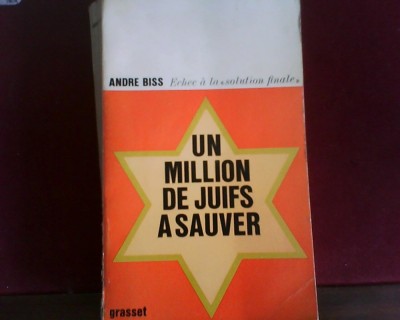 ANDRE BISS Echec à la «solution finale»
UN
MILLION
DE JUIFS
A SAUVER
grasset